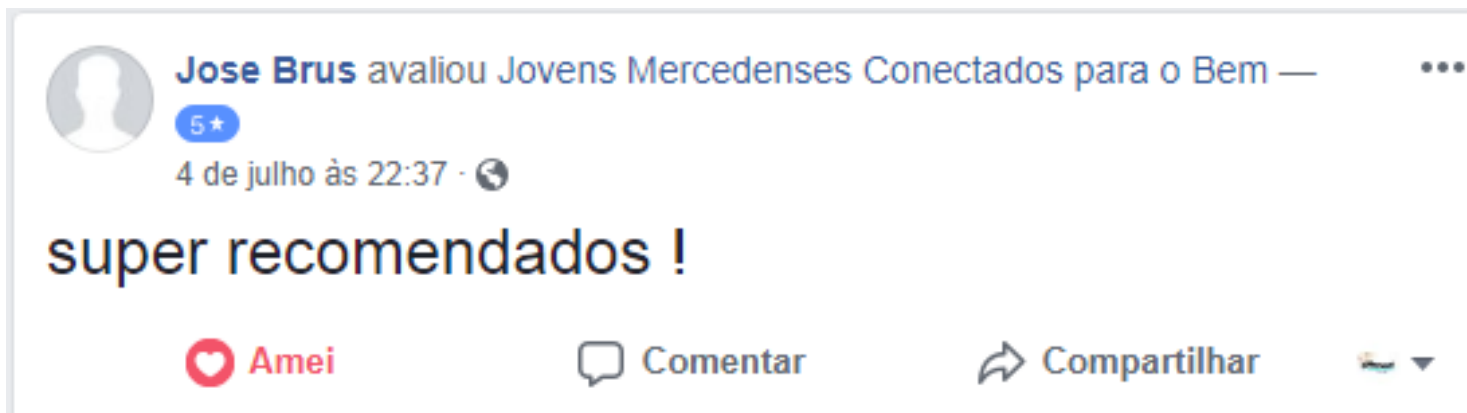 Jose Brus avaliou Jovens Mercedenses Conectados para o Bem —
5★
4 de julho às 22:37 ·
super recomendados !
Amei Comentar Compartilhar